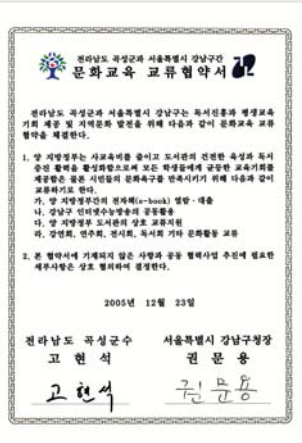 전라남도 곡성군과 서울특별시 강남구간
문화교육 교류협약서
전라남도 곡성군과 서울특별시 강남구는 독서진흥과 평생교육
기회 제공 및 지역문화 발전을 위해 다음과 같이 문화교육 교류
협약을 체결한다.
1. 양 지방정부는 사교육비를 줄이고 도서관의 건전한 육성과 독서
증진 활력을 활성화함으로써 모든 학생들에게 균등한 교육기회를
제공함은 물론 시민들의 문화욕구를 만족시키기 위해 다음과 같이
교류하기로 한다.
가. 양 지방정부간의 전자책(e-book) 열람·대출
나. 강남구 인터넷수능방송의 공동활용
다. 양 지방정부 도서관의 상호 교류지원
라. 강연회, 연주회, 전시회, 독서회 기타 문화활동 교류
2. 본 협약서에 기재되지 않은 사항과 공동 협력사업 추진에 필요한
세부사항은 상호 협의하여 결정한다.
2005년 12월 23일
전라남도 곡성군수 서울특별시 강남구청장
고 현 석 권 문 용
고현석 권문용